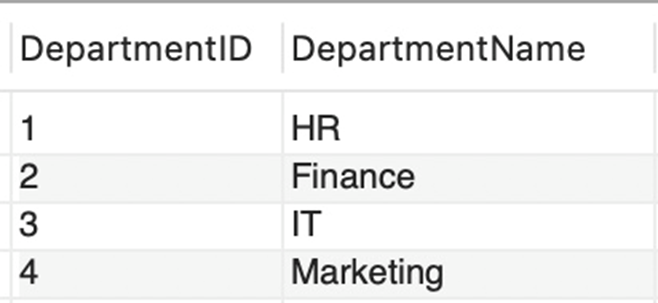 DepartmentID DepartmentName
1 HR
2 Finance
3 IT
4 Marketing